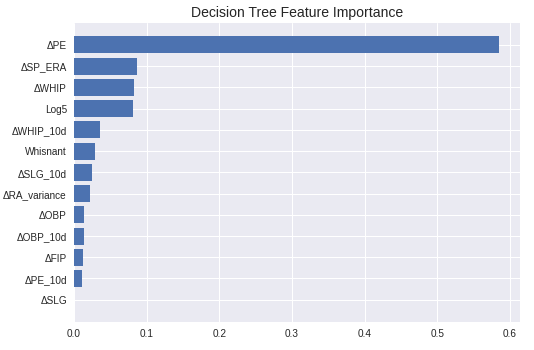 Decision Tree Feature Importance
ΔPE
ΔSP_ERA
ΔWHIP
Log5
ΔWHIP_10d
Whisnant
ΔSLG_10d
ΔRA_variance
ΔOBP
ΔOBP_10d
ΔFIP
ΔPE_10d
ΔSLG
0.0 0.1 0.2 0.3 0.4 0.5 0.6